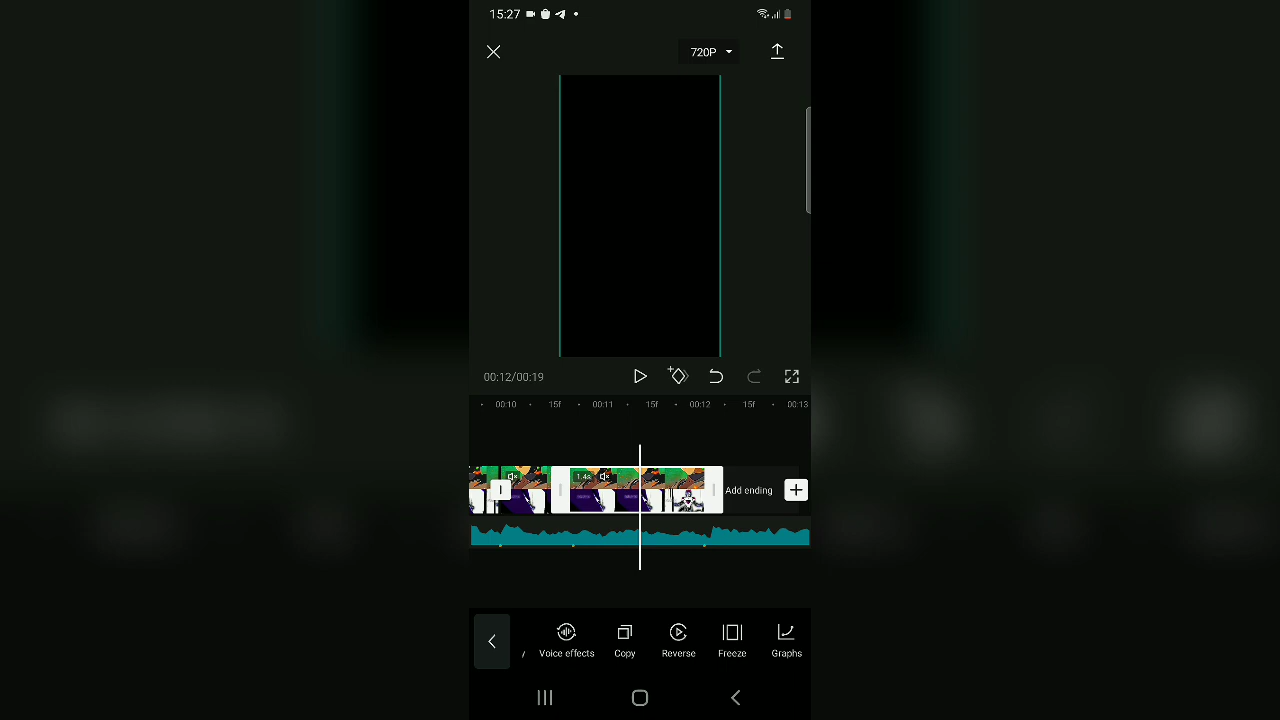 15:27
720P
00:12/00:19
00:10 15f 00:11 15f 00:12 15f 00:13
1.4s
Add ending
Voice effects Copy Reverse Freeze Graphs